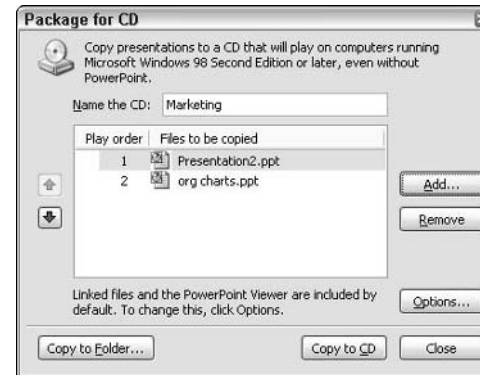 Package for CD
Copy presentations to a CD that will play on computers running
Microsoft Windows 98 Second Edition or later, even without
PowerPoint.
Name the CD: Marketing
Play order Files to be copied
1 Presentation2.ppt
2 org charts.ppt
Add...
Remove
Linked files and the PowerPoint Viewer are included by
default. To change this, click Options.
Options...
Copy to Folder... Copy to CD Close